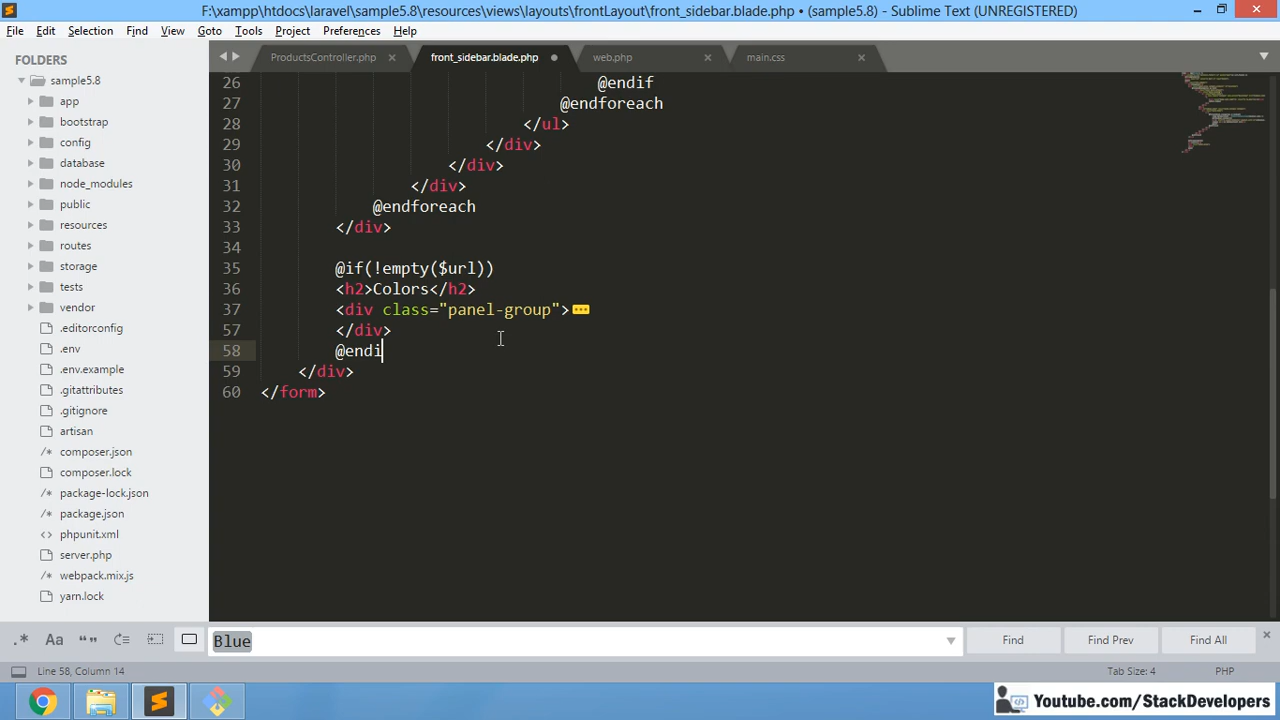 F:\xampp\htdocs\laravel\sample5.8\resources\views\layouts\frontLayout\front_sidebar.blade.php • (sample5.8) - Sublime Text (UNREGISTERED)
File Edit Selection Find View Goto Tools Project Preferences Help
FOLDERS
sample5.8
app
bootstrap
config
database
node_modules
public
resources
routes
storage
tests
vendor
.editorconfig
.env
.env.example
.gitattributes
.gitignore
artisan
composer.json
composer.lock
package-lock.json
package.json
phpunit.xml
server.php
webpack.mix.js
yarn.lock
ProductsController.php front_sidebar.blade.php web.php main.css
26 @endif
27 @endforeach
28 </ul>
29 </div>
30 </div>
31 </div>
32 @endforeach
33 </div>
34
35 @if(!empty($url))
36 <h2>Colors</h2>
37 <div class="panel-group">
57 </div>
58 @endi
59 </div>
60 </form>
.* Aa “” Blue Find Find Prev Find All
Line 58, Column 14 Tab Size: 4 PHP
Youtube.com/StackDevelopers